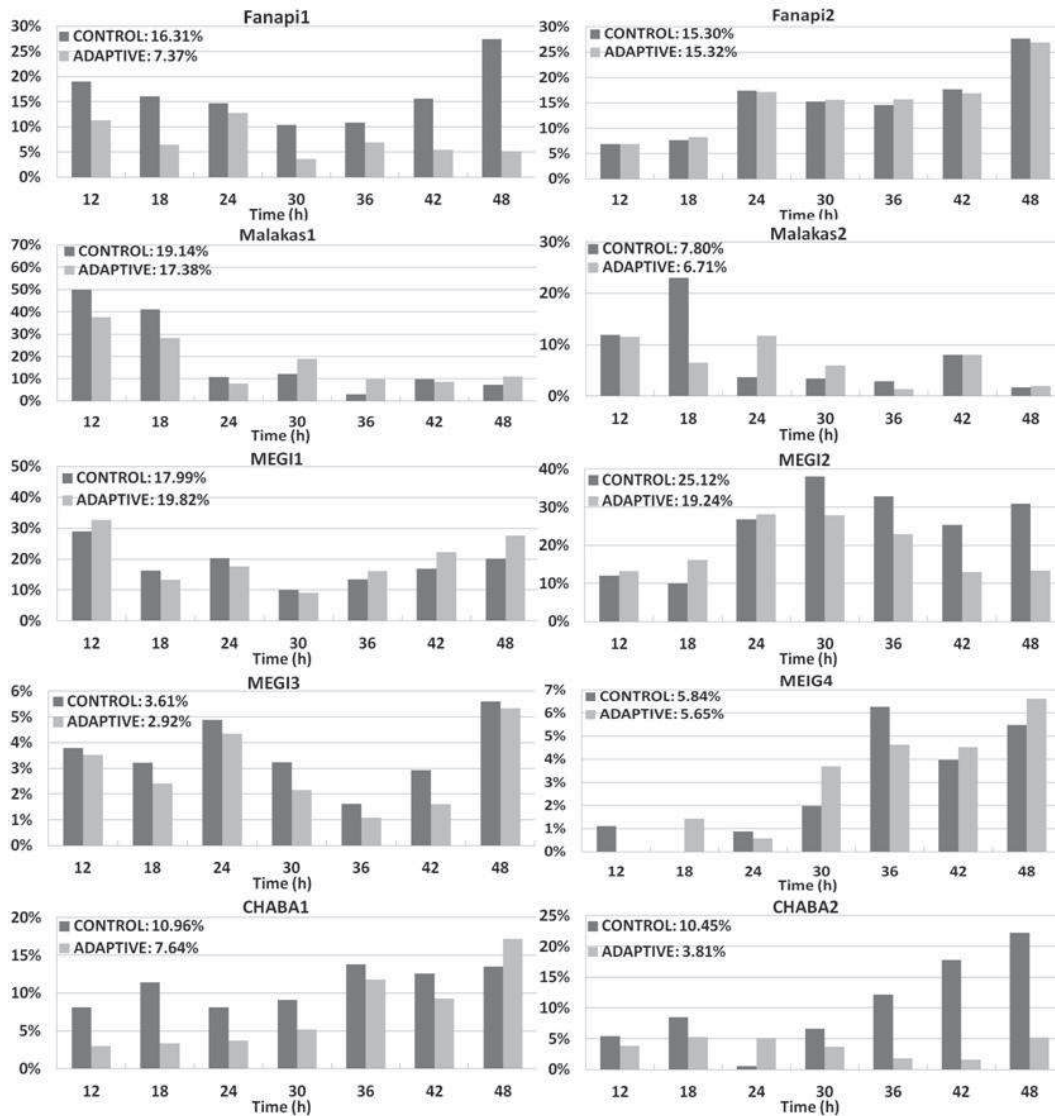 Fanapi1
30%
25%
20%
15%
10%
5%
0%
CONTROL: 16.31%
ADAPTIVE: 7.37%
12 18 24 30 36 42 48
Time (h)
Fanapi2
30%
25%
20%
15%
10%
5%
0%
CONTROL: 15.30%
ADAPTIVE: 15.32%
12 18 24 30 36 42 48
Time (h)
Malakas1
70%
60%
50%
40%
30%
20%
10%
0%
CONTROL: 19.14%
ADAPTIVE: 17.38%
12 18 24 30 36 42 48
Time (h)
Malakas2
30%
20%
10%
0%
CONTROL: 7.80%
ADAPTIVE: 6.71%
12 18 24 30 36 42 48
Time (h)
MEGI1
50%
40%
30%
20%
10%
0%
CONTROL: 17.99%
ADAPTIVE: 19.82%
12 18 24 30 36 42 48
Time (h)
MEGI2
40%
30%
20%
10%
0%
CONTROL: 25.12%
ADAPTIVE: 19.24%
12 18 24 30 36 42 48
Time (h)
MEGI3
6%
5%
4%
3%
2%
1%
0%
CONTROL: 3.61%
ADAPTIVE: 2.92%
12 18 24 30 36 42 48
Time (h)
MEIG4
7%
6%
5%
4%
3%
2%
1%
0%
CONTROL: 5.84%
ADAPTIVE: 5.65%
12 18 24 30 36 42 48
Time (h)
CHABA1
20%
15%
10%
5%
0%
CONTROL: 10.96%
ADAPTIVE: 7.64%
12 18 24 30 36 42 48
Time (h)
CHABA2
25%
20%
15%
10%
5%
0%
CONTROL: 10.45%
ADAPTIVE: 3.81%
12 18 24 30 36 42 48
Time (h)